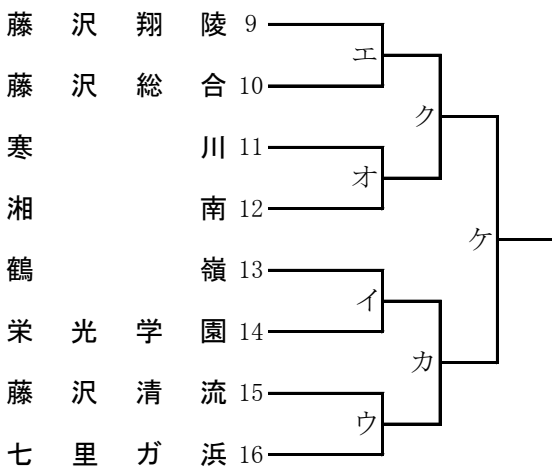 藤沢翔陵 9
エ
藤沢総合 10
ク
寒川 11
オ
湘南 12
ケ
鶴嶺 13
イ
栄光学園 14
カ
藤沢清流 15
ウ
七里ガ浜 16